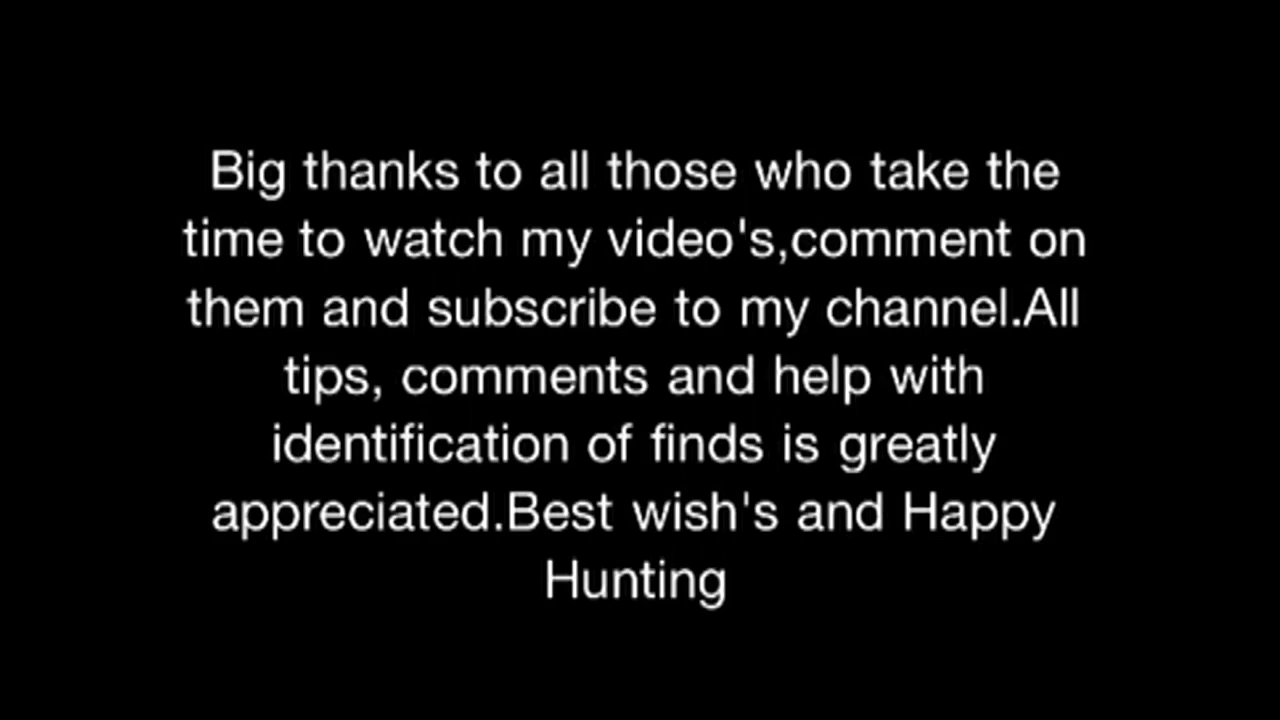 Big thanks to all those who take the
time to watch my video's,comment on
them and subscribe to my channel.All
tips, comments and help with
identification of finds is greatly
appreciated.Best wish's and Happy
Hunting